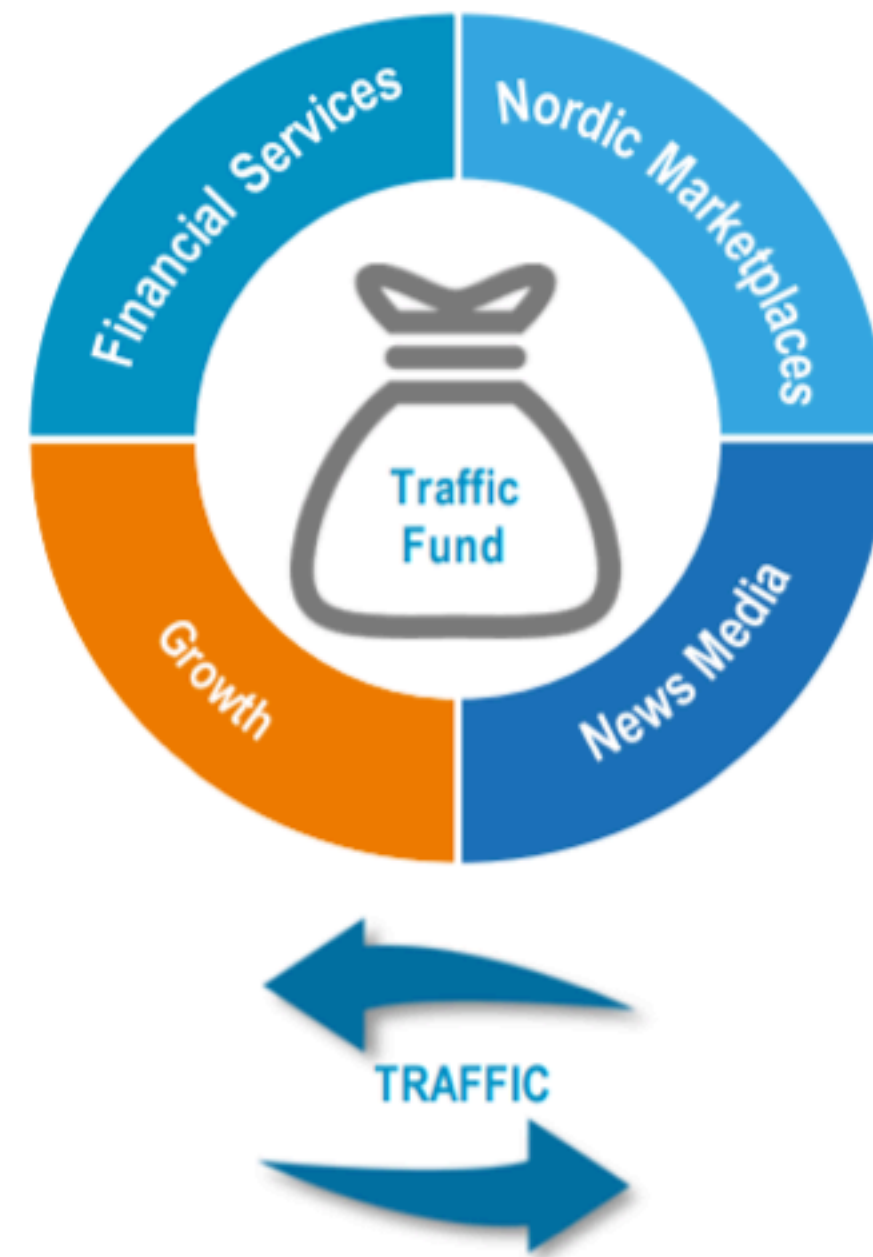 Financial Services
Nordic Marketplaces
Traffic
Fund
Growth
News Media
TRAFFIC